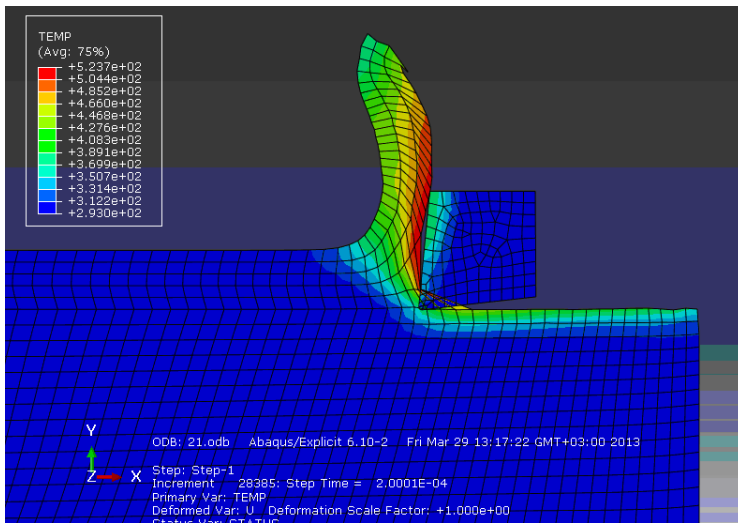 TEMP
(Avg: 75%)
+5.237e+02
+5.044e+02
+4.852e+02
+4.660e+02
+4.468e+02
+4.276e+02
+4.083e+02
+3.891e+02
+3.699e+02
+3.507e+02
+3.314e+02
+3.122e+02
+2.930e+02
Y
Z X
ODB: 21.odb Abaqus/Explicit 6.10-2 Fri Mar 29 13:17:22 GMT+03:00 2013
Step: Step-1
Increment 28385: Step Time = 2.0001E-04
Primary Var: TEMP
Deformed Var: U Deformation Scale Factor: +1.000e+00
Status Var: STATUS